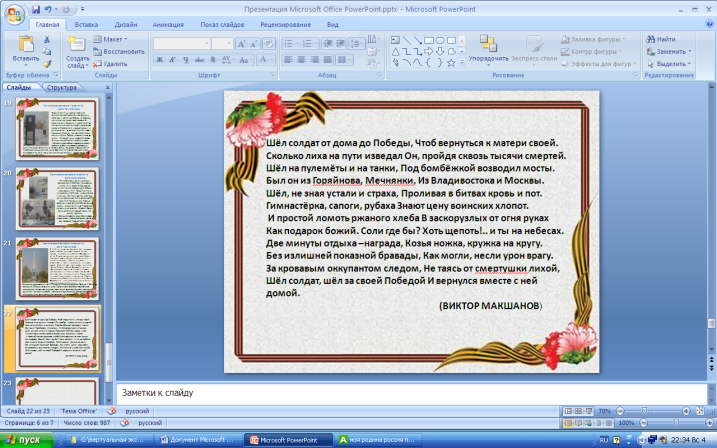 Презентация Microsoft Office PowerPoint.pptx - Microsoft PowerPoint
Главная Вставка Дизайн Анимация Показ слайдов Рецензирование Вид
Вставить
Создать слайд
Макет
Восстановить
Удалить
Упорядочить
Экспресс-стили
Заливка фигуры
Контур фигуры
Эффекты для фигур
Найти
Заменить
Выделить
Буфер обмена Слайды Шрифт Абзац Рисование Редактирование
Слайды Структура
19
20
21
22
23
Шёл солдат от дома до Победы, Чтоб вернуться к матери своей.
Сколько лиха на пути изведал Он, пройдя сквозь тысячи смертей.
Шёл на пулемёты и на танки, Под бомбёжкой возводил мосты.
Был он из Горяйнова, Мечнянки, Из Владивостока и Москвы.
Шёл, не зная устали и страха, Проливая в битвах кровь и пот.
Гимнастёрка, сапоги, рубаха Знают цену воинских хлопот.
И простой ломоть ржаного хлеба В заскорузлых от огня руках
Как подарок божий. Соли где бы? Хоть щепоть!.. и ты на небесах.
Две минуты отдыха –награда, Козья ножка, кружка на кругу.
Без излишней показной бравады, Как могли, несли урон врагу.
За кровавым оккупантом следом, Не таясь от смертушки лихой,
Шёл солдат, шёл за своей Победой И вернулся вместе с ней
домой.
(ВИКТОР МАКШАНОВ)
Заметки к слайду
Слайд 22 из 23 "Тема Office" русский 70%
Страница: 6 из 7 Число слов: 987 русский 100%
пуск G:\вертуальная экс... Документ Microsoft ... Microsoft PowerPoint моя родина россия п... RU 22:34 Вс 4